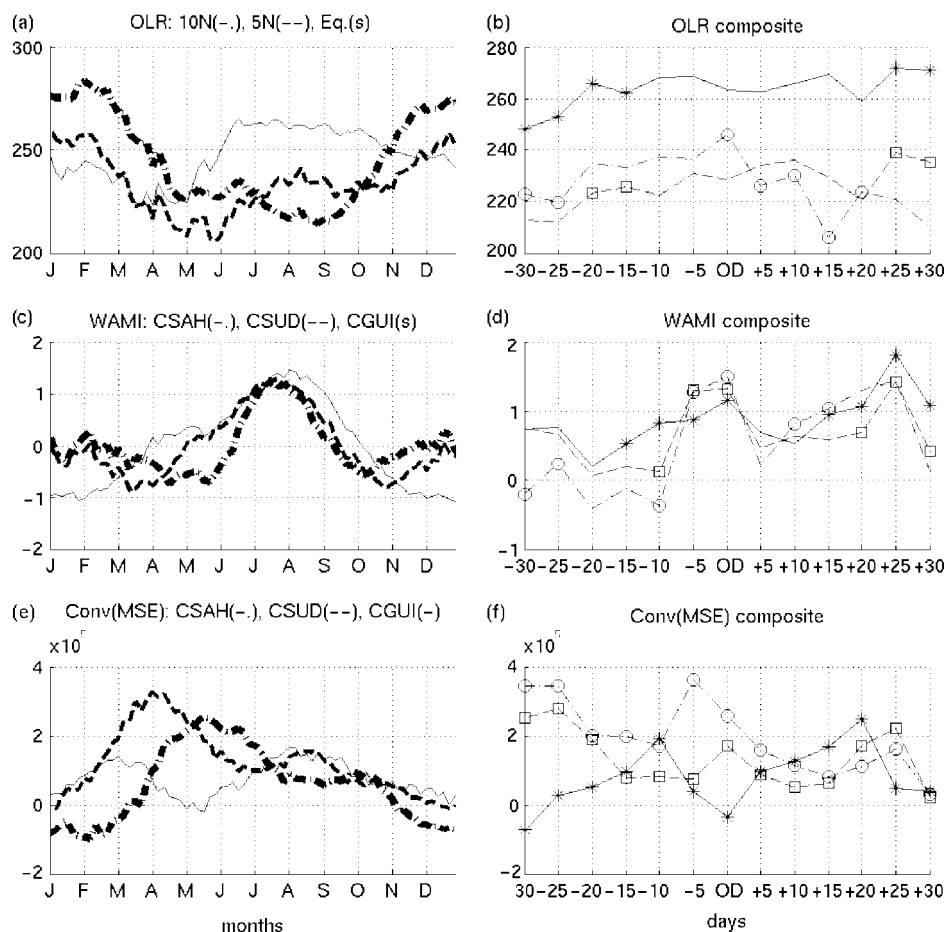 (a) OLR: 10N(-.), 5N(--), Eq.(s)
300
250
200
J F M A M J J A S O N D
(b) OLR composite
280
260
240
220
200
-30 -25 -20 -15 -10 -5 OD +5 +10 +15 +20 +25 +30
(c) WAMI: CSAH(-.), CSUD(--), CGUI(s)
2
1
0
-1
-2
J F M A M J J A S O N D
(d) WAMI composite
2
1
0
-1
-30 -25 -20 -15 -10 -5 OD +5 +10 +15 +20 +25 +30
(e) Conv(MSE): CSAH(-.), CSUD(--), CGUI(-)
x10^5
4
2
0
-2
J F M A M J J A S O N D
months
(f) Conv(MSE) composite
x10^5
4
2
0
-2
-30 -25 -20 -15 -10 -5 OD +5 +10 +15 +20 +25 +30
days